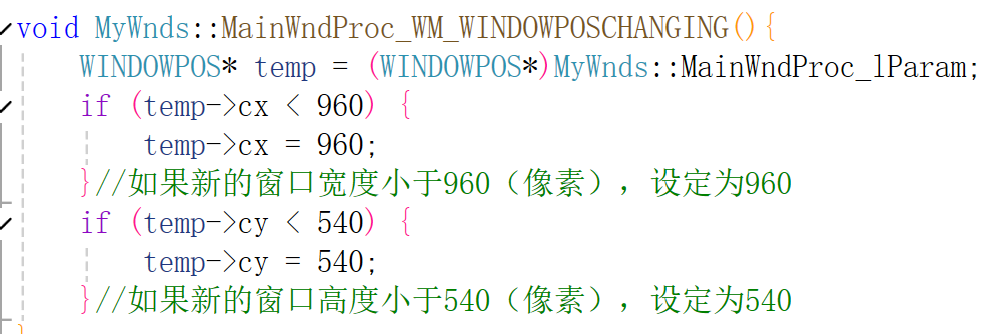 void MyWnds::MainWndProc_WM_WINDOWPOSCHANGING(){
WINDOWPOS* temp = (WINDOWPOS*)MyWnds::MainWndProc_lParam;
if (temp->cx < 960) {
temp->cx = 960;
}//如果新的窗口宽度小于960（像素），设定为960
if (temp->cy < 540) {
temp->cy = 540;
}//如果新的窗口高度小于540（像素），设定为540
}